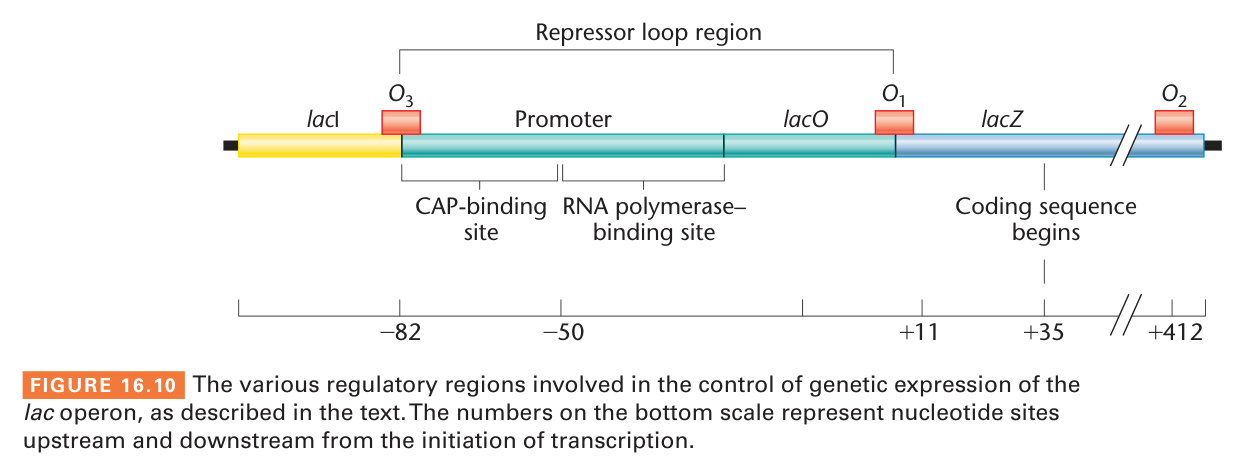 Repressor loop region
O3 O1 O2
lacI Promoter lacO lacZ
CAP-binding site
RNA polymerase–
binding site
Coding sequence
begins
−82 −50 +11 +35 +412
FIGURE 16.10 The various regulatory regions involved in the control of genetic expression of the
lac operon, as described in the text. The numbers on the bottom scale represent nucleotide sites
upstream and downstream from the initiation of transcription.